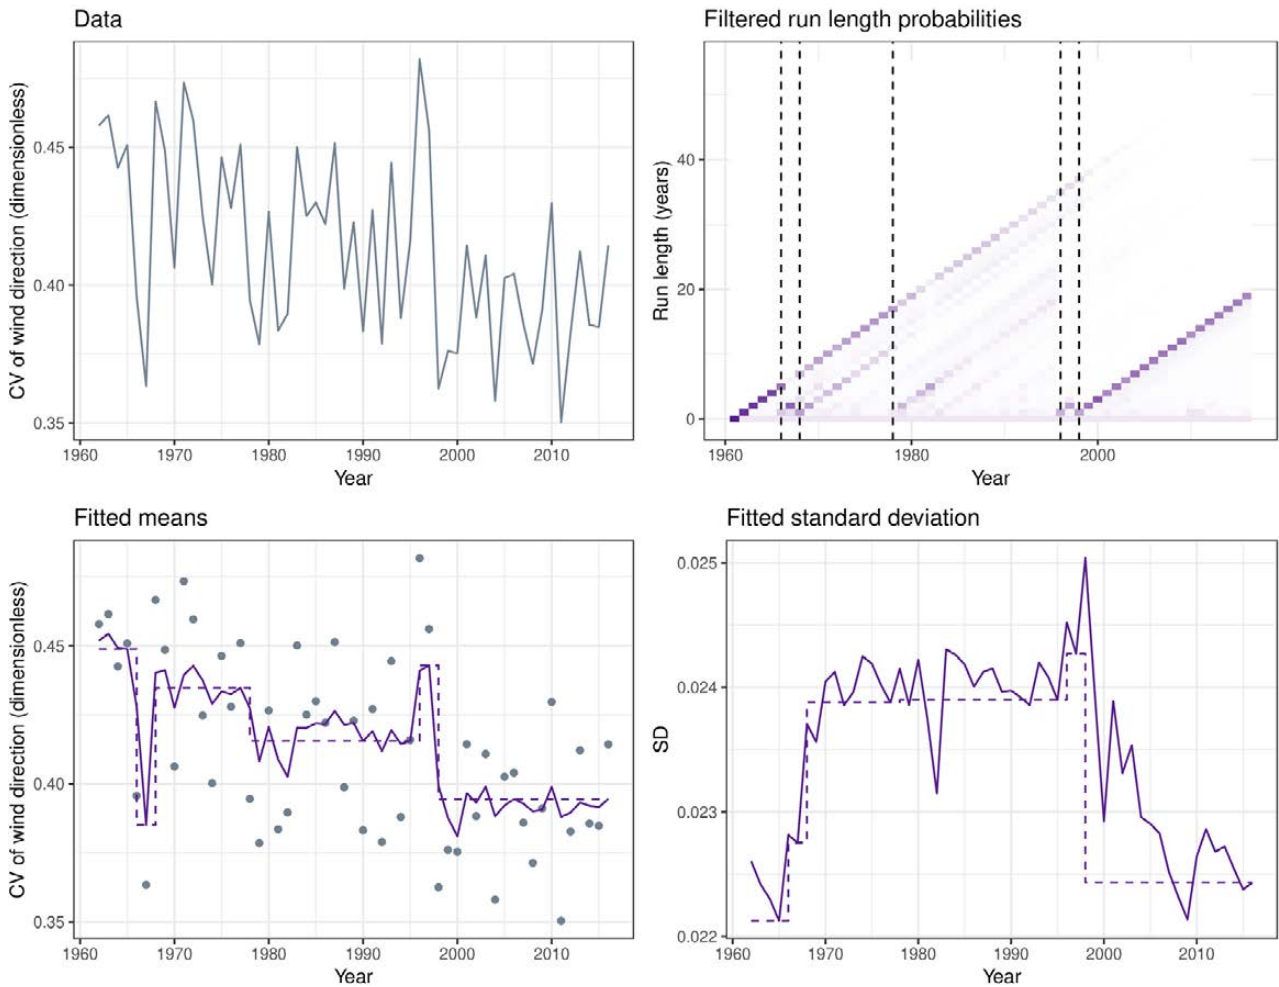 Data
CV of wind direction (dimensionless)
0.45
0.40
0.35
1960 1970 1980 1990 2000 2010
Year
Filtered run length probabilities
Run length (years)
40
20
0
1960 1980 2000
Year
Fitted means
CV of wind direction (dimensionless)
0.45
0.40
0.35
1960 1970 1980 1990 2000 2010
Year
Fitted standard deviation
SD
0.025
0.024
0.023
0.022
1960 1970 1980 1990 2000 2010
Year